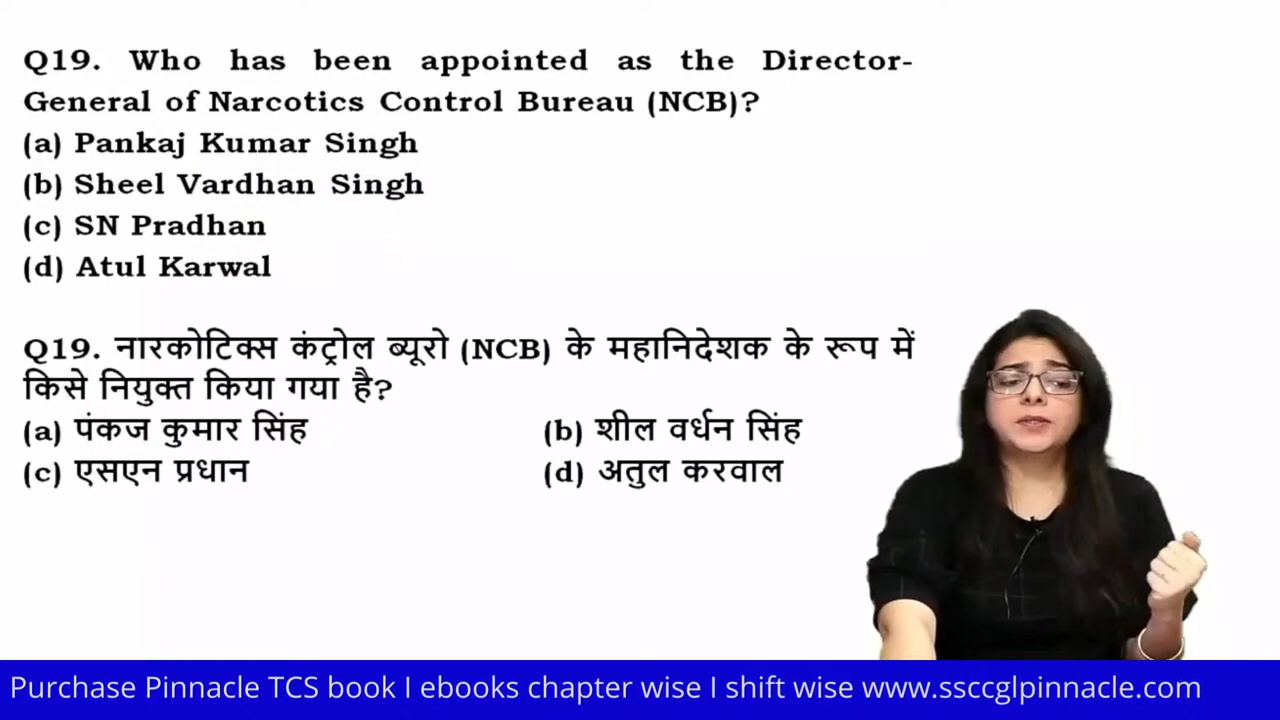 Q19. Who has been appointed as the Director-
General of Narcotics Control Bureau (NCB)?
(a) Pankaj Kumar Singh
(b) Sheel Vardhan Singh
(c) SN Pradhan
(d) Atul Karwal
Q19. नारकोटिक्स कंट्रोल ब्यूरो (NCB) के महानिदेशक के रूप में
किसे नियुक्त किया गया है?
(a) पंकज कुमार सिंह (b) शील वर्धन सिंह
(c) एसएन प्रधान (d) अतुल करवाल
Purchase Pinnacle TCS book I ebooks chapter wise I shift wise www.ssccglpinnacle.com